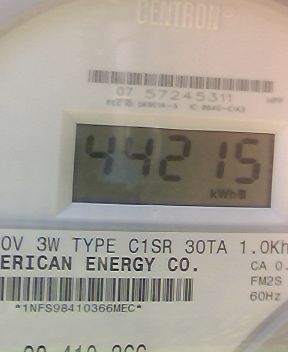 CENTRON®
07 57245311
44215
kWh
0V 3W TYPE C1SR 30TA 1.0Kh
ERICAN ENERGY CO.
CA 0.
FM2S
*1NFS98410366MEC*
60Hz